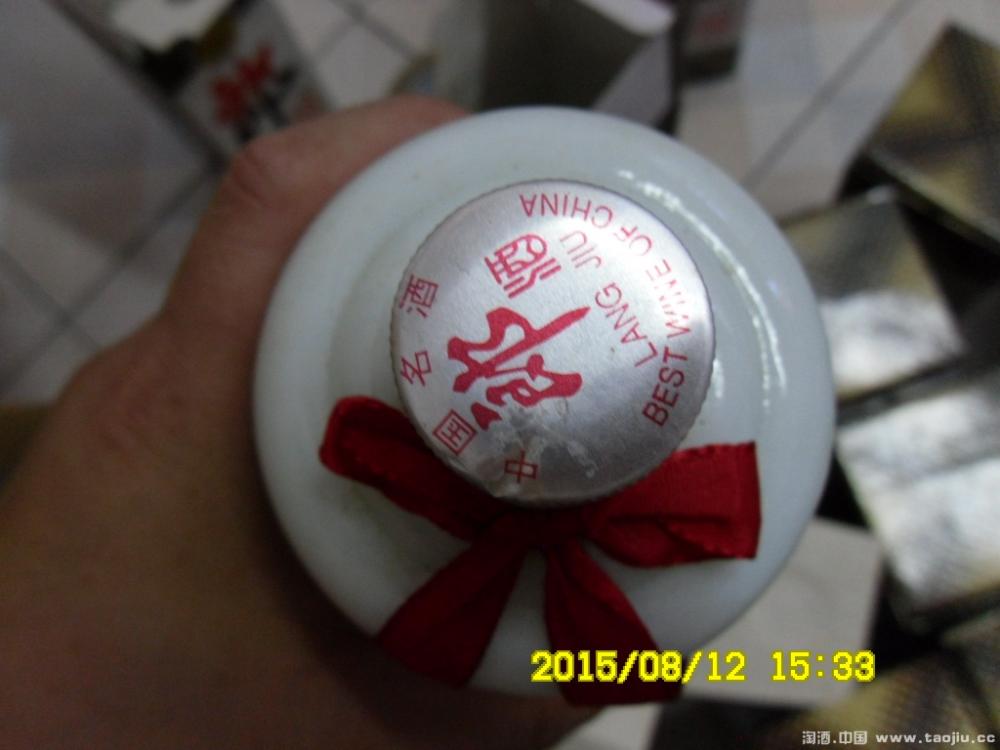 中国名酒
郎酒
LANG JIU
BEST WINE OF CHINA
2015/08/12 15:33
淘酒.中国 www.taojiu.cc